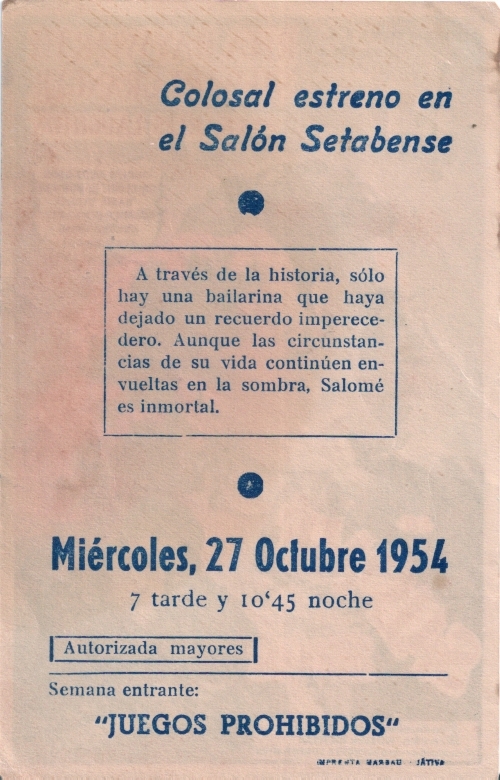 Colosal estreno en
el Salón Setabense
A través de la historia, sólo
hay una bailarina que haya
dejado un recuerdo imperece-
dero. Aunque las circunstan-
cias de su vida continúen en-
vueltas en la sombra, Salomé
es inmortal.
Miércoles, 27 Octubre 1954
7 tarde y 10'45 noche
Autorizada mayores
Semana entrante:
"JUEGOS PROHIBIDOS"
IMPRENTA MARBAU - JÁTIVA